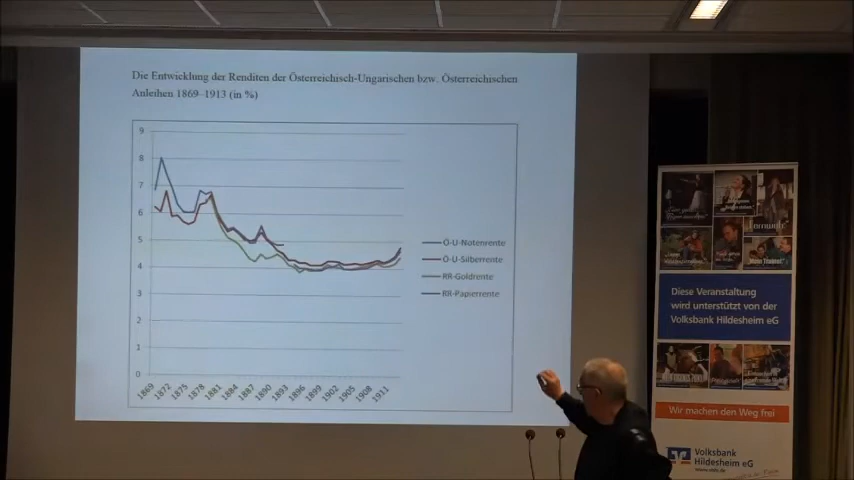 Die Entwicklung der Renditen der Österreichisch-Ungarischen bzw. Österreichischen
Anleihen 1869–1913 (in %)
9
8
7
6
5
4
3
2
1
0
1869
1872
1875
1878
1881
1884
1887
1890
1893
1896
1899
1902
1905
1908
1911
Ö-U-Notenrente
Ö-U-Silberrente
RR-Goldrente
RR-Papierrente
Diese Veranstaltung
wird unterstützt von der
Volksbank Hildesheim eG
Wir machen den Weg frei
Volksbank
Hildesheim eG